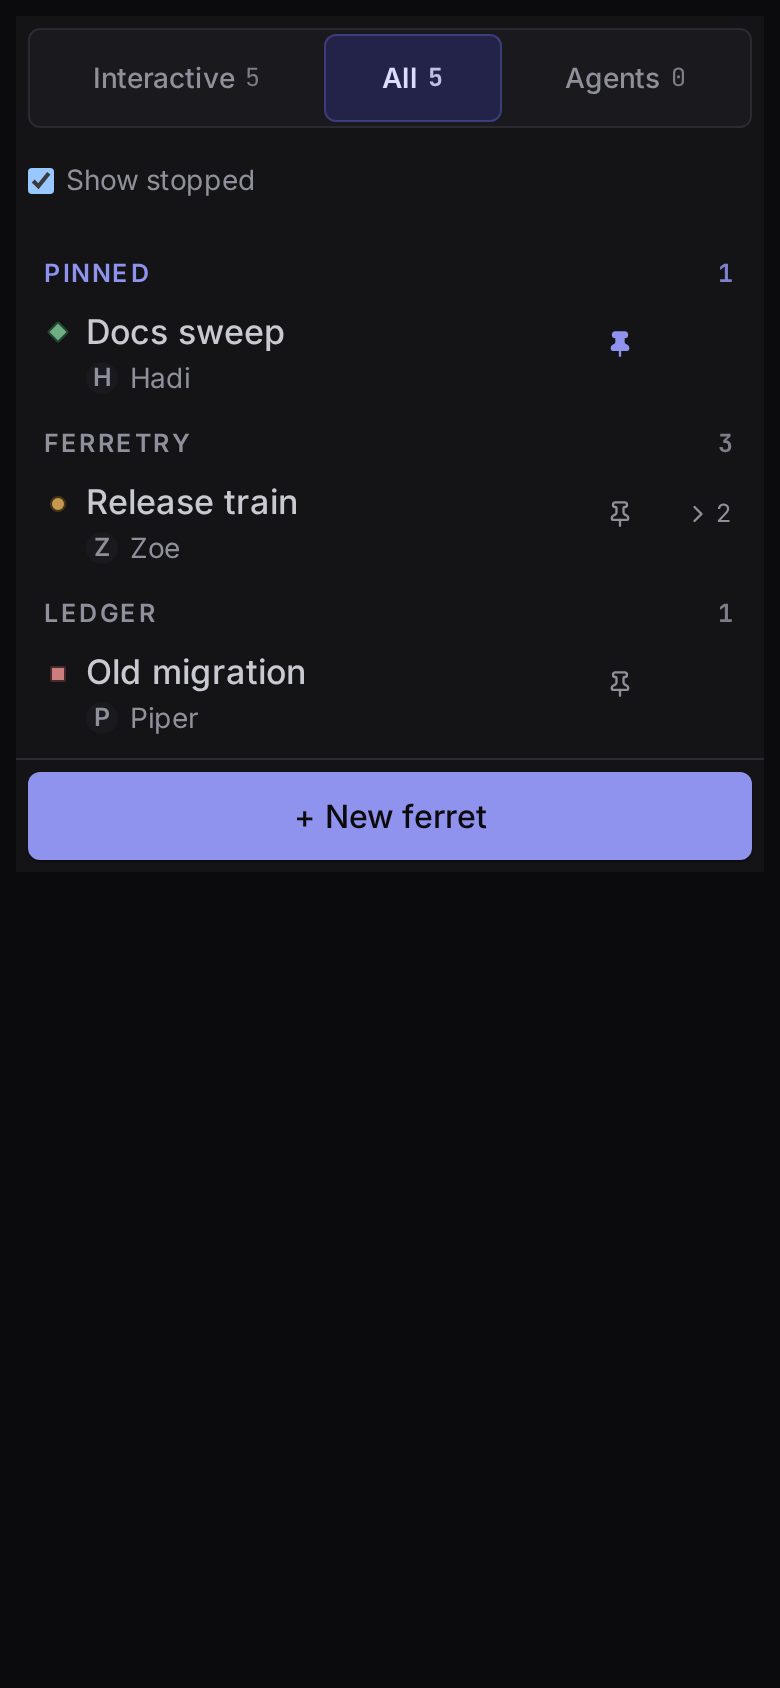 Interactive 5
All 5
Agents 0
Show stopped
PINNED 1
Docs sweep
H Hadi
FERRETRY 3
Release train
> 2
Z Zoe
LEDGER 1
Old migration
P Piper
+ New ferret